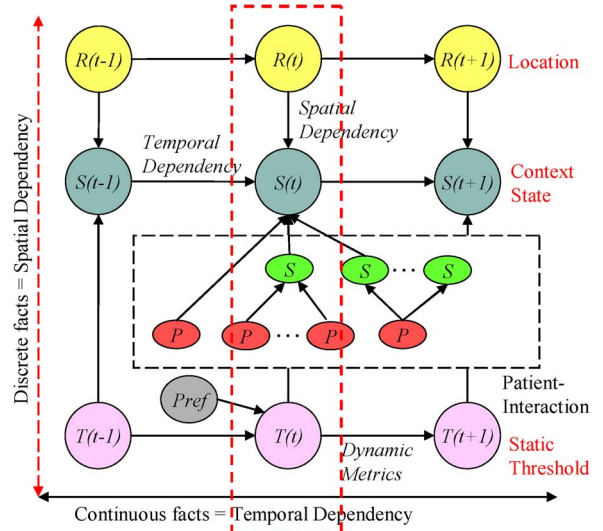 R(t-1)
R(t)
R(t+1)
Location
Spatial
Dependency
Temporal
Dependency
S(t-1)
S(t)
S(t+1)
Context
State
S
S
...
S
P
P
...
P
P
Pref
Patient-
Interaction
T(t-1)
T(t)
T(t+1)
Static
Threshold
Dynamic
Metrics
Discrete facts = Spatial Dependency
Continuous facts = Temporal Dependency